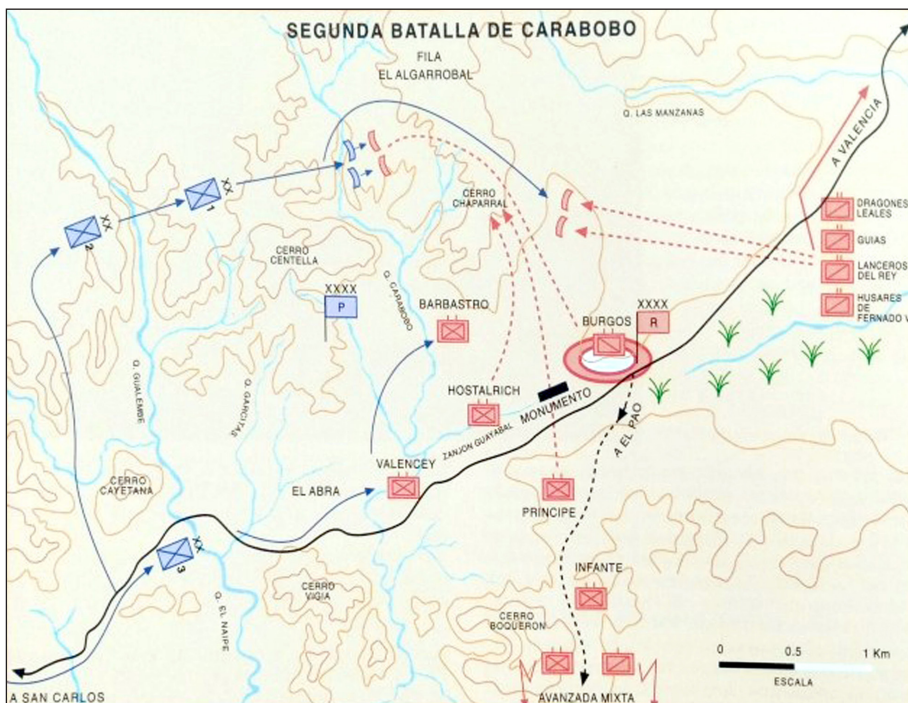 SEGUNDA BATALLA DE CARABOBO
FILA
EL ALGARROBAL
Q. LAS MANZANAS
A VALENCIA
XX
1
XX
2
CERRO
CHAPARRAL
DRAGONES
LEALES
GUIAS
LANCEROS
DEL REY
HUSARES
DE
FERNADO V
CERRO
CENTELLA
XXXX
P
Q. CARABOBO
BARBASTRO
XXXX
R
BURGOS
Q. GUALEMBE
Q. GARCITAS
HOSTALRICH
MONUMENTO
ZANJON GUAYABAL
A EL PAO
VALENCEY
CERRO
CAYETANA
EL ABRA
PRINCIPE
XX
3
Q. EL NAIPE
CERRO
VIGIA
INFANTE
CERRO
BOQUERON
0 0.5 1 Km
ESCALA
A SAN CARLOS
AVANZADA MIXTA